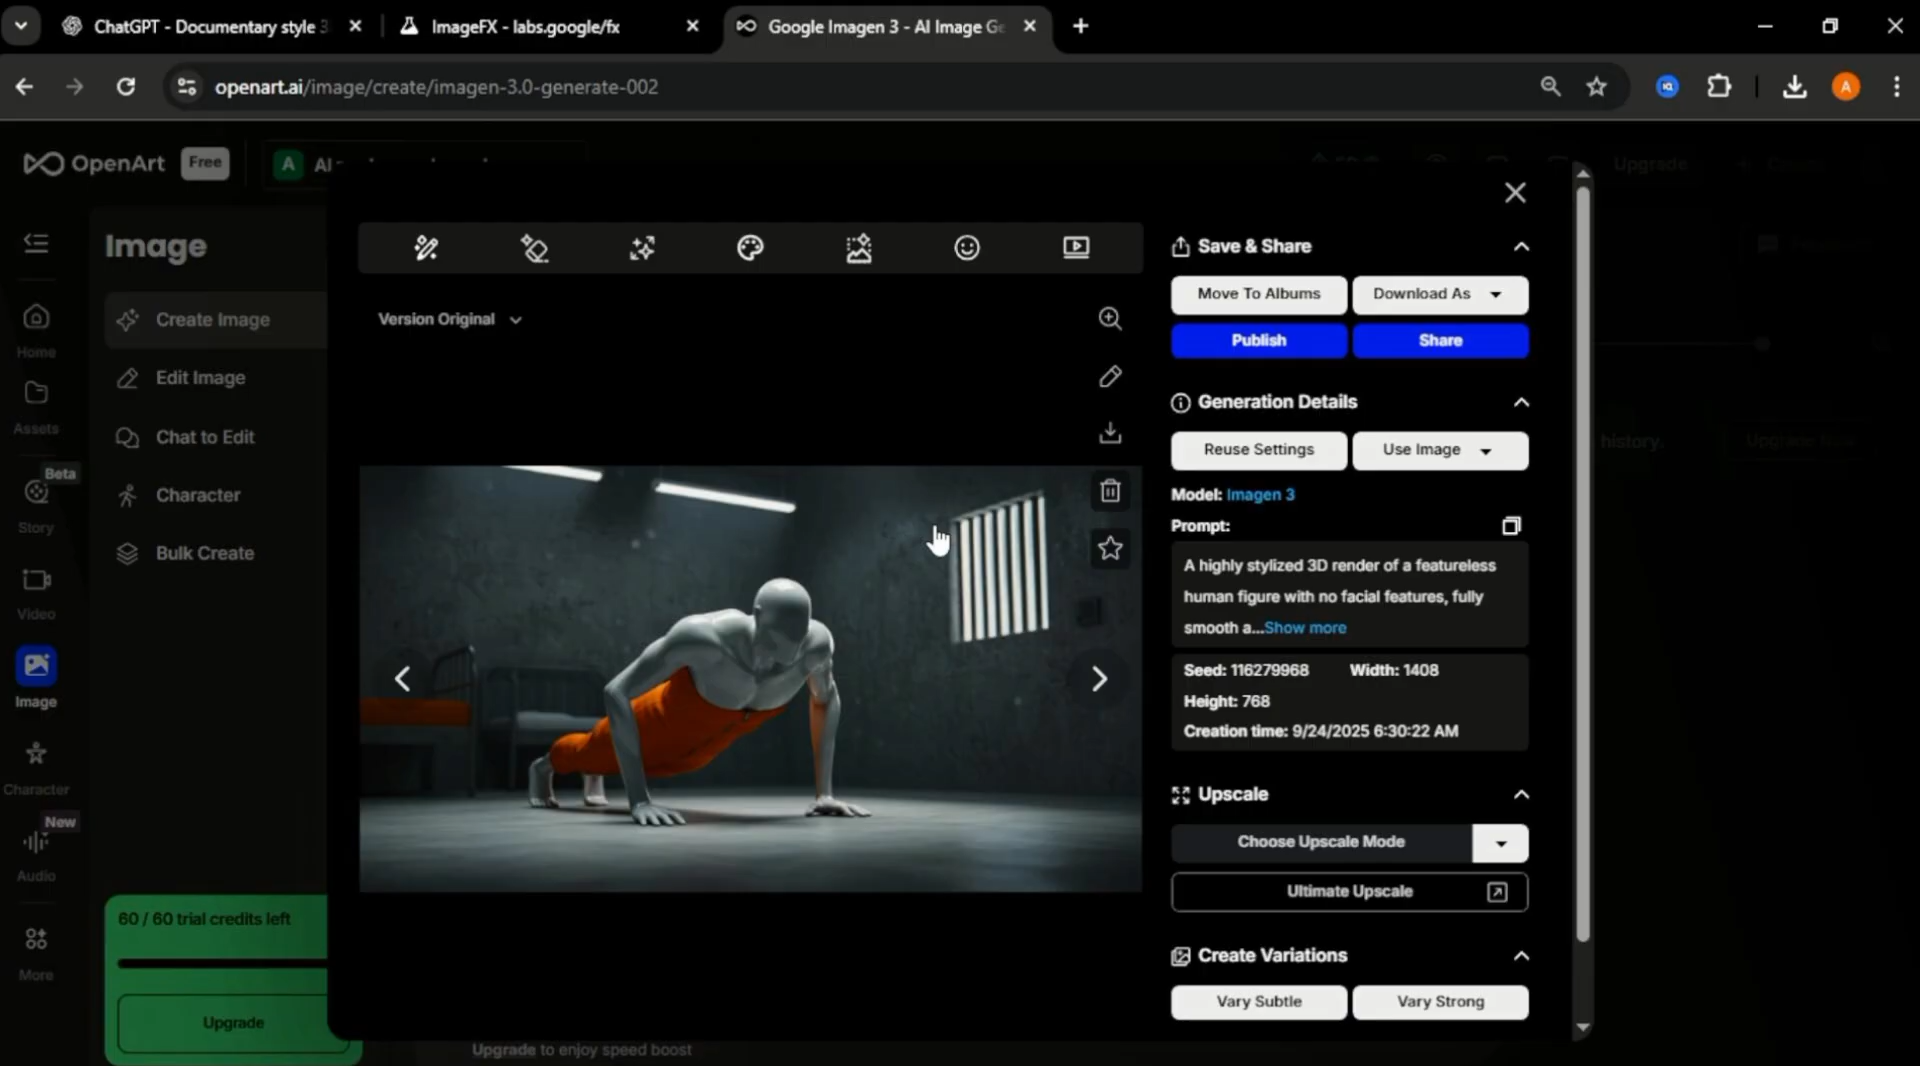 ChatGPT - Documentary style 3
ImageFX - labs.google/fx
Google Imagen 3 - AI Image Ge
openart.ai/image/create/imagen-3.0-generate-002
OpenArt
Free
A
Upgrade
Image
Create Image
Edit Image
Chat to Edit
Character
Bulk Create
Home
Assets
Beta
Story
Video
Image
Character
New
Audio
More
60 / 60 trial credits left
Upgrade
Version Original
Save & Share
Move To Albums
Download As
Publish
Share
Generation Details
Reuse Settings
Use Image
history.
Model: Imagen 3
Prompt:
A highly stylized 3D render of a featureless
human figure with no facial features, fully
smooth a...Show more
Seed: 116279968 Width: 1408
Height: 768
Creation time: 9/24/2025 6:30:22 AM
Upscale
Choose Upscale Mode
Ultimate Upscale
Create Variations
Vary Subtle
Vary Strong
Upgrade to enjoy speed boost